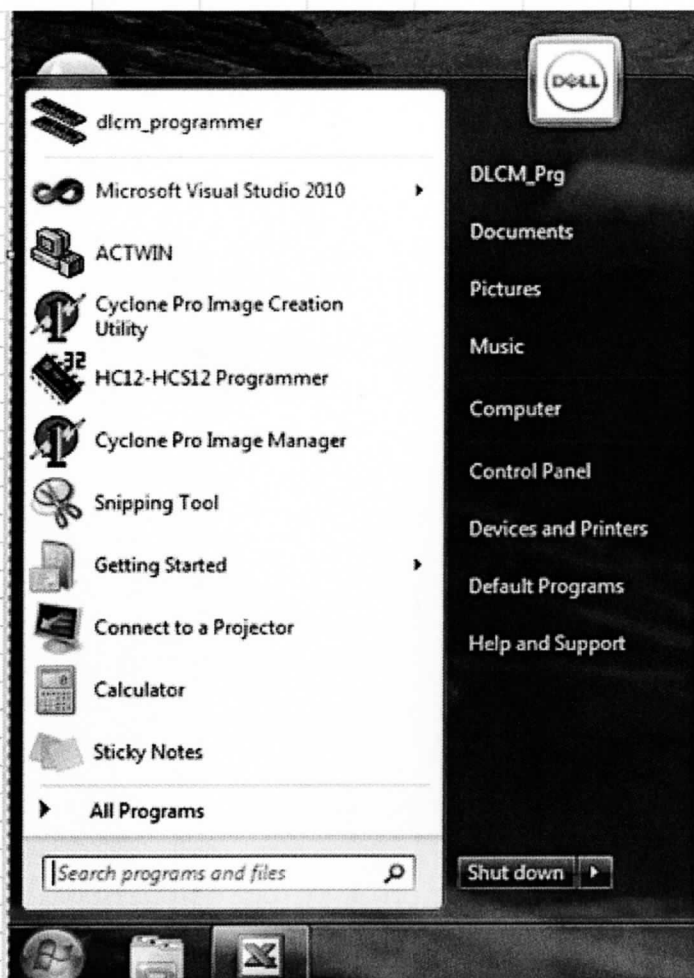 DELL
dlcm_programmer
Microsoft Visual Studio 2010
ACTWIN
Cyclone Pro Image Creation
Utility
32
HC12-HCS12 Programmer
Cyclone Pro Image Manager
Snipping Tool
Getting Started
Connect to a Projector
Calculator
Sticky Notes
All Programs
Search programs and files
DLCM_Prg
Documents
Pictures
Music
Computer
Control Panel
Devices and Printers
Default Programs
Help and Support
Shut down